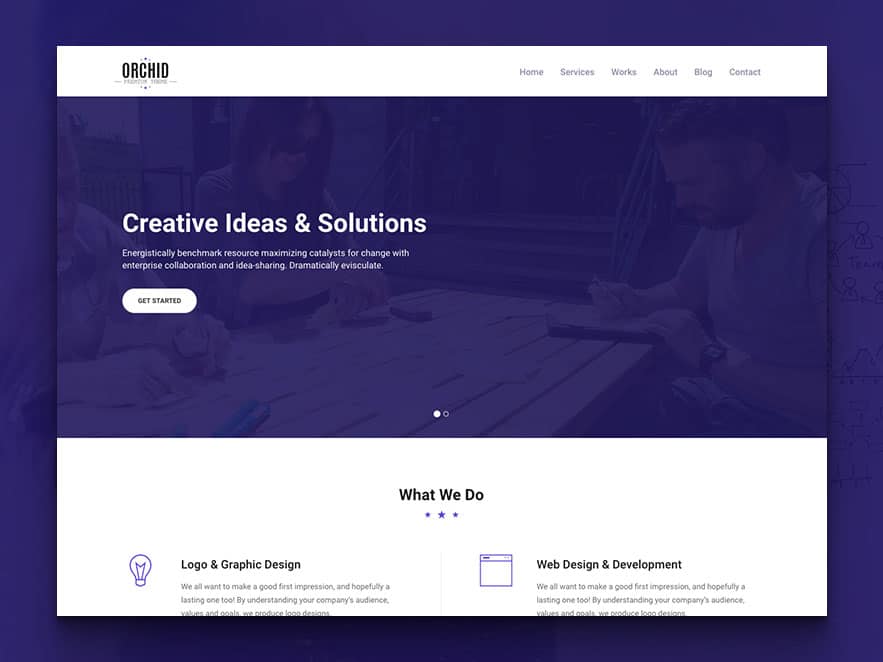 ORCHID
PREMIUM THEME
Home Services Works About Blog Contact
Creative Ideas & Solutions
Energistically benchmark resource maximizing catalysts for change with
enterprise collaboration and idea-sharing. Dramatically evisculate.
GET STARTED
What We Do
Logo & Graphic Design
We all want to make a good first impression, and hopefully a
lasting one too! By understanding your company's audience,
values and goals, we produce logo designs.
Web Design & Development
We all want to make a good first impression, and hopefully a
lasting one too! By understanding your company's audience,
values and goals, we produce logo designs.